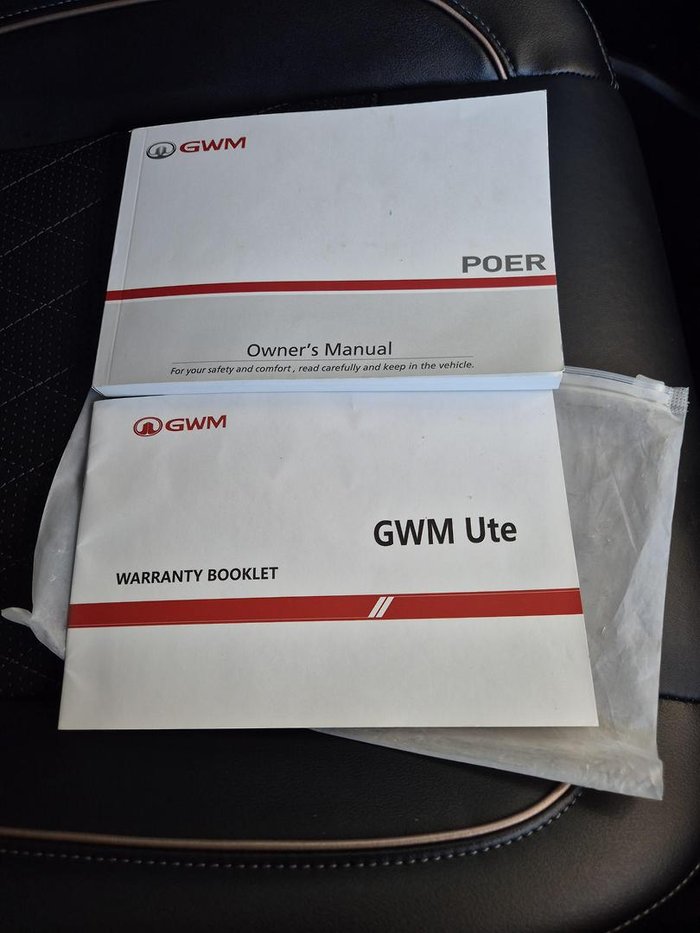 GWM
POER
Owner's Manual
For your safety and comfort , read carefully and keep in the vehicle.
GWM
GWM Ute
WARRANTY BOOKLET